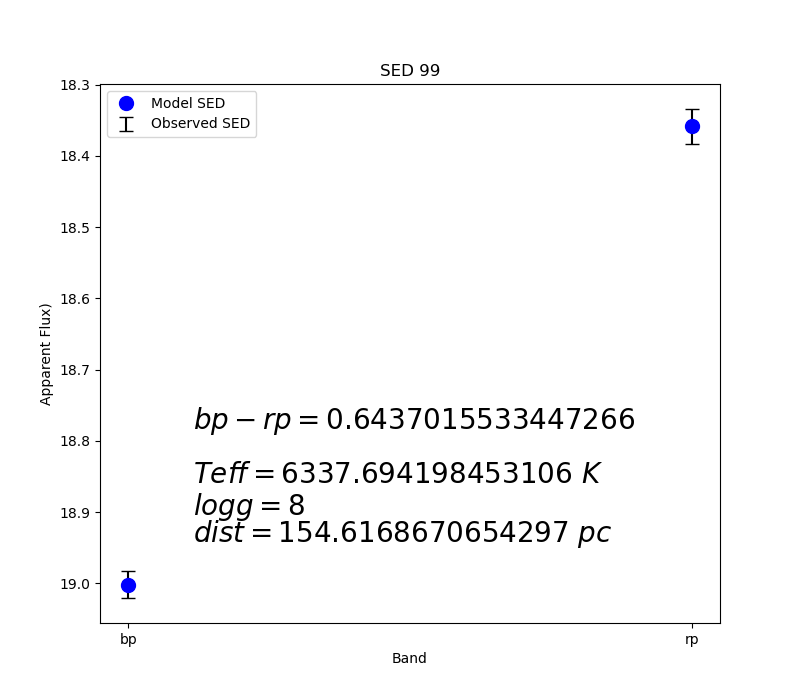 SED 99
18.3
Model SED
Observed SED
18.4
18.5
18.6
18.7
18.8
18.9
19.0
Apparent Flux)
bp − rp = 0.6437015533447266
Teff = 6337.694198453106 K
logg = 8
dist = 154.6168670654297 pc
bp
rp
Band